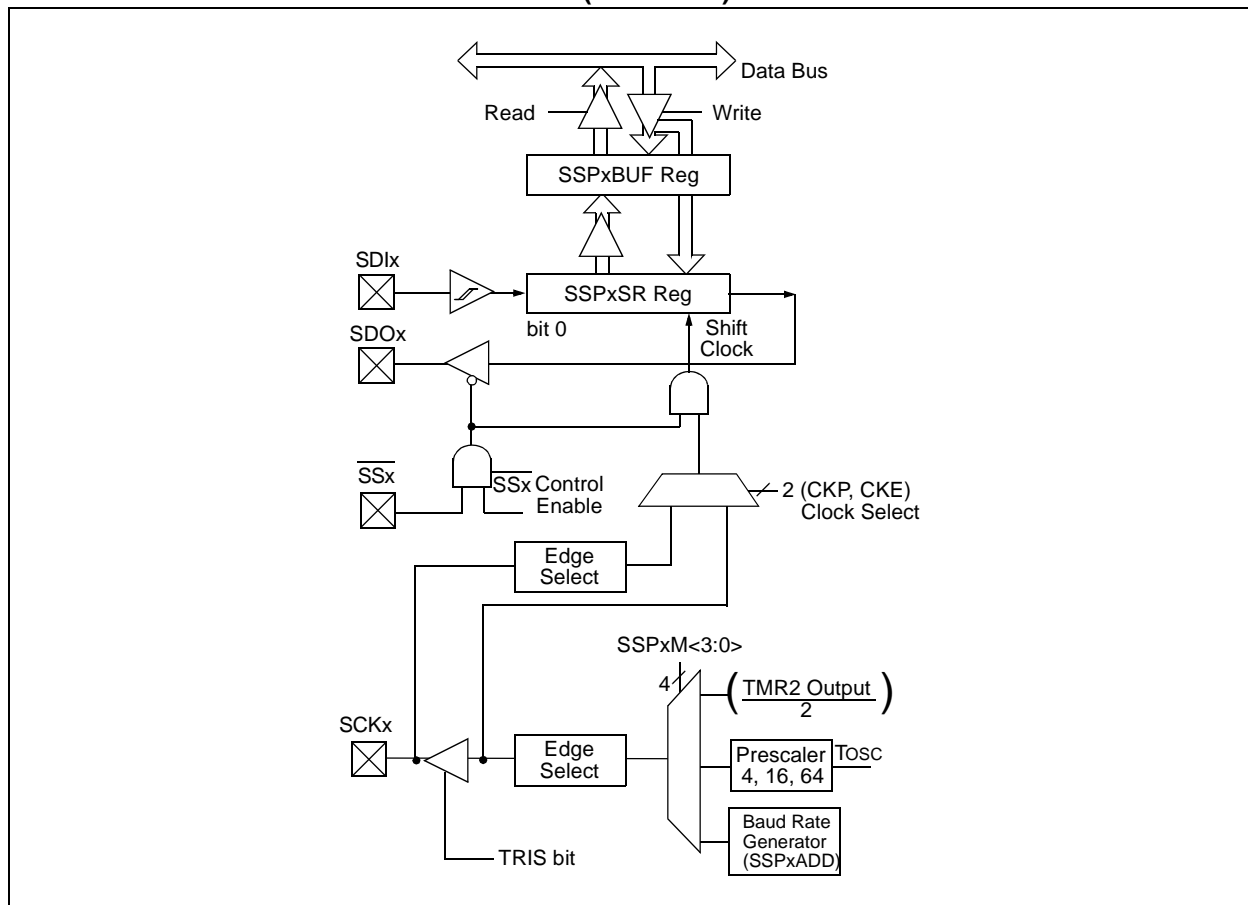 Data Bus
Read
Write
SSPxBUF Reg
SDIx
SSPxSR Reg
bit 0
Shift
Clock
SDOx
SSx
SSx Control
Enable
2 (CKP, CKE)
Clock Select
Edge
Select
SSPxM<3:0>
4
(TMR2 Output)
2
SCKx
Edge
Select
Prescaler
4, 16, 64
TOSC
Baud Rate
Generator
(SSPxADD)
TRIS bit